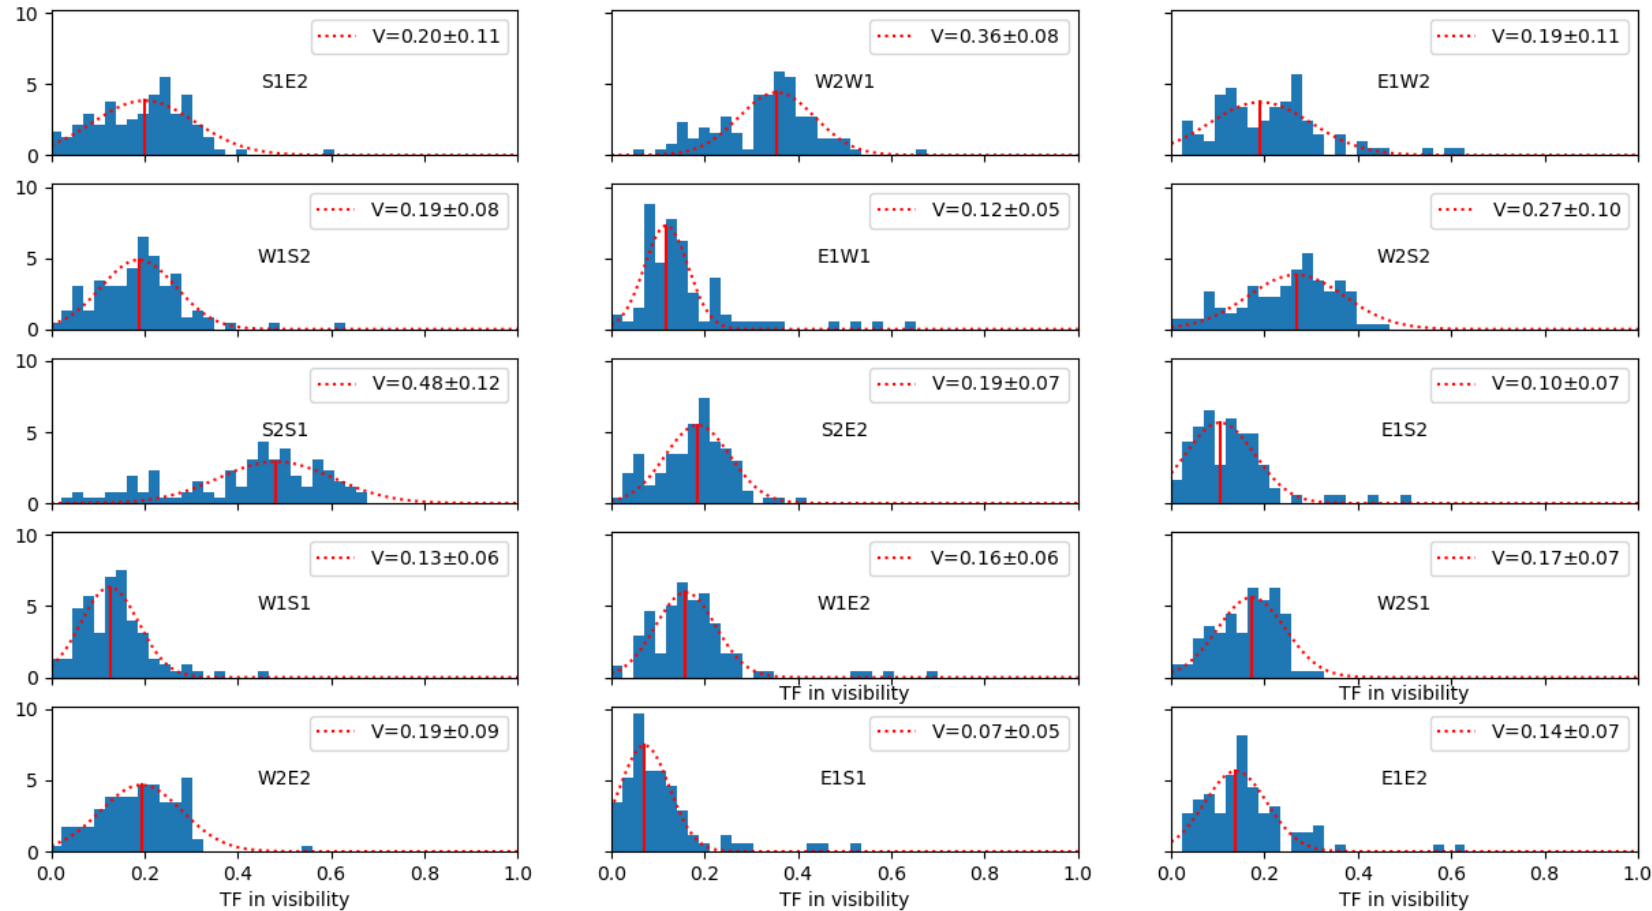 10
5
0
V=0.20±0.11
S1E2
V=0.36±0.08
W2W1
V=0.19±0.11
E1W2
10
5
0
V=0.19±0.08
W1S2
V=0.12±0.05
E1W1
V=0.27±0.10
W2S2
10
5
0
V=0.48±0.12
S2S1
V=0.19±0.07
S2E2
V=0.10±0.07
E1S2
10
5
0
V=0.13±0.06
W1S1
V=0.16±0.06
W1E2
TF in visibility
V=0.17±0.07
W2S1
TF in visibility
10
5
0
V=0.19±0.09
W2E2
0.0 0.2 0.4 0.6 0.8 1.0
TF in visibility
V=0.07±0.05
E1S1
0.0 0.2 0.4 0.6 0.8 1.0
TF in visibility
V=0.14±0.07
E1E2
0.0 0.2 0.4 0.6 0.8 1.0
TF in visibility